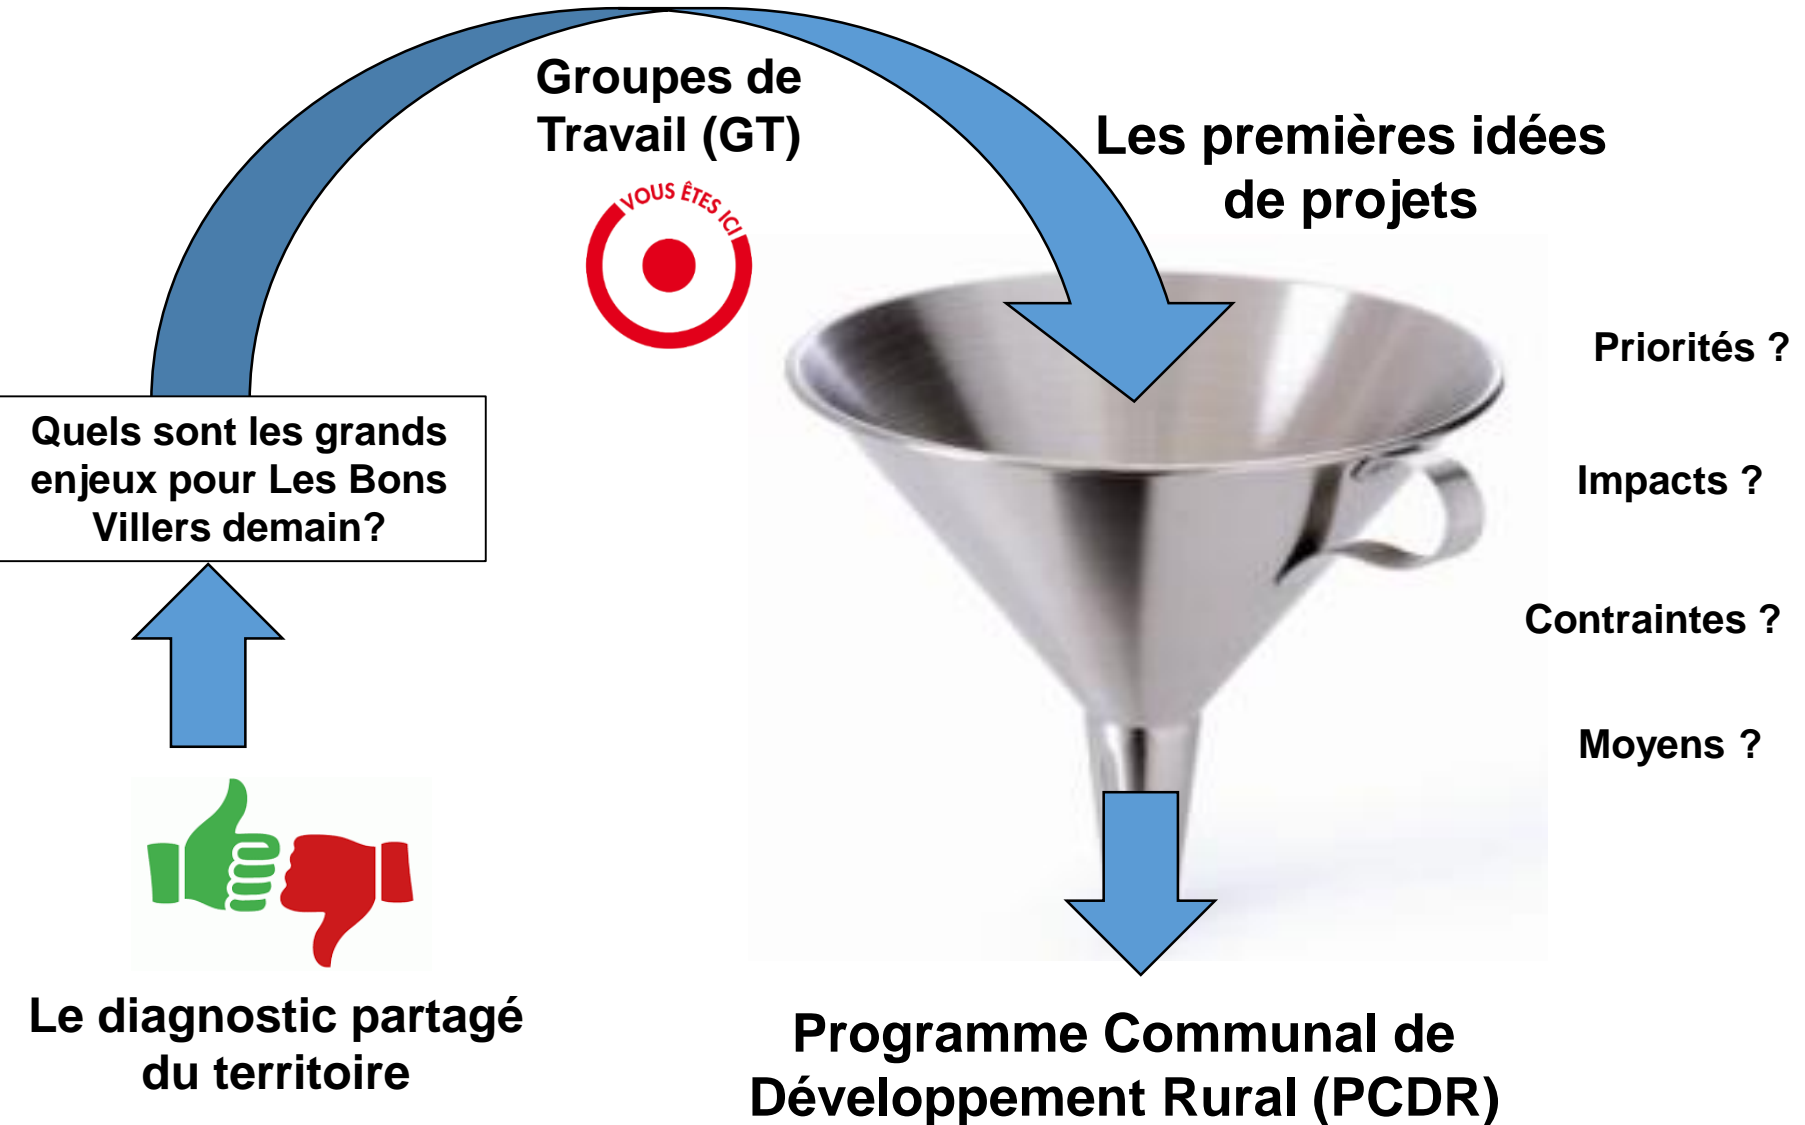 Groupes de
Travail (GT)
VOUS ÊTES ICI
Les premières idées
de projets
Priorités ?
Quels sont les grands
enjeux pour Les Bons
Villers demain?
Impacts ?
Contraintes ?
Moyens ?
Le diagnostic partagé
du territoire
Programme Communal de
Développement Rural (PCDR)